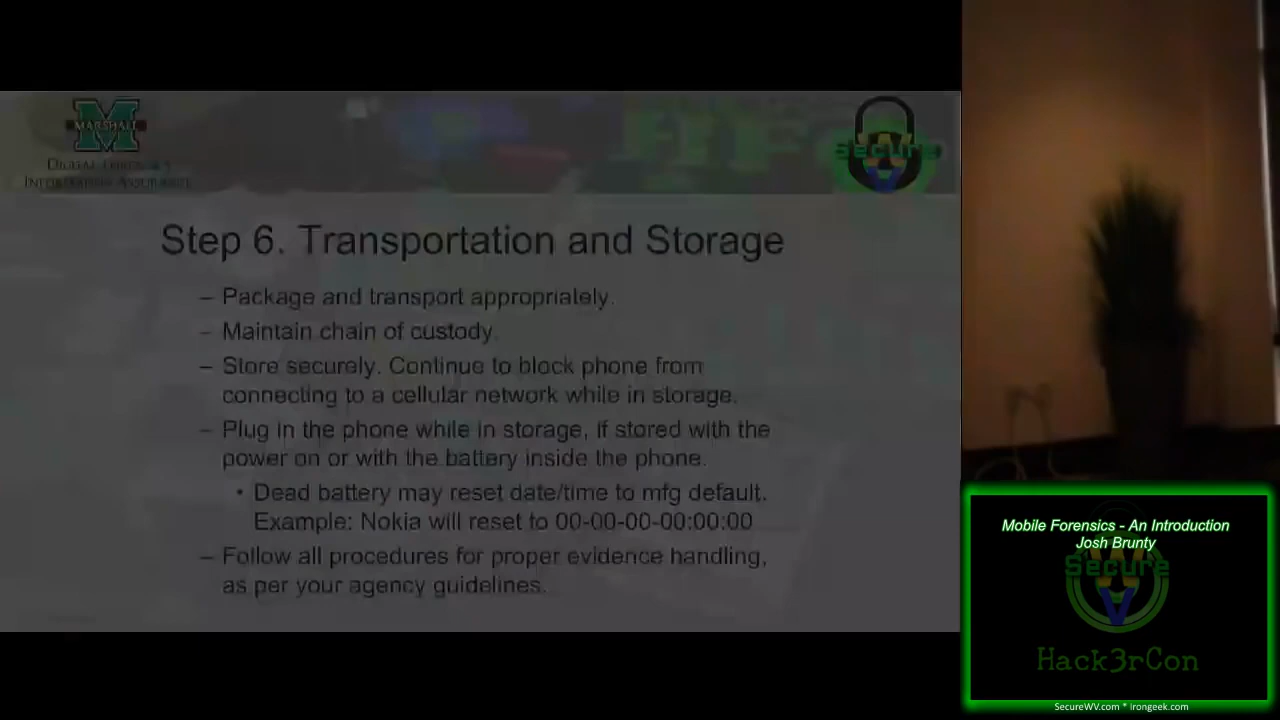 MARSHALL
DIGITAL FORENSICS
INFORMATION ASSURANCE
Secure
W
V
Step 6. Transportation and Storage
– Package and transport appropriately.
– Maintain chain of custody.
– Store securely. Continue to block phone from
connecting to a cellular network while in storage.
– Plug in the phone while in storage, if stored with the
power on or with the battery inside the phone.
• Dead battery may reset date/time to mfg default.
Example: Nokia will reset to 00-00-00-00:00:00
– Follow all procedures for proper evidence handling,
as per your agency guidelines.
Mobile Forensics - An Introduction
Josh Brunty
Secure
W
V
Hack3rCon
SecureWV.com * irongeek.com